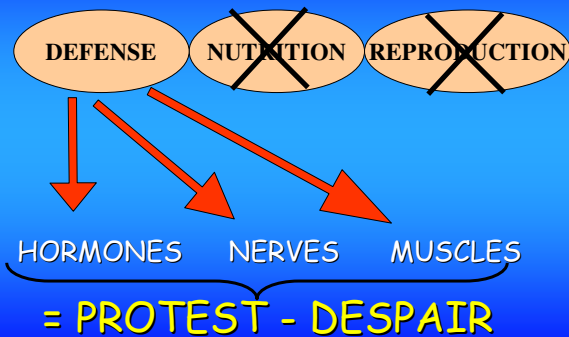 DEFENSE NUTRITION REPRODUCTION
HORMONES NERVES MUSCLES
= PROTEST - DESPAIR